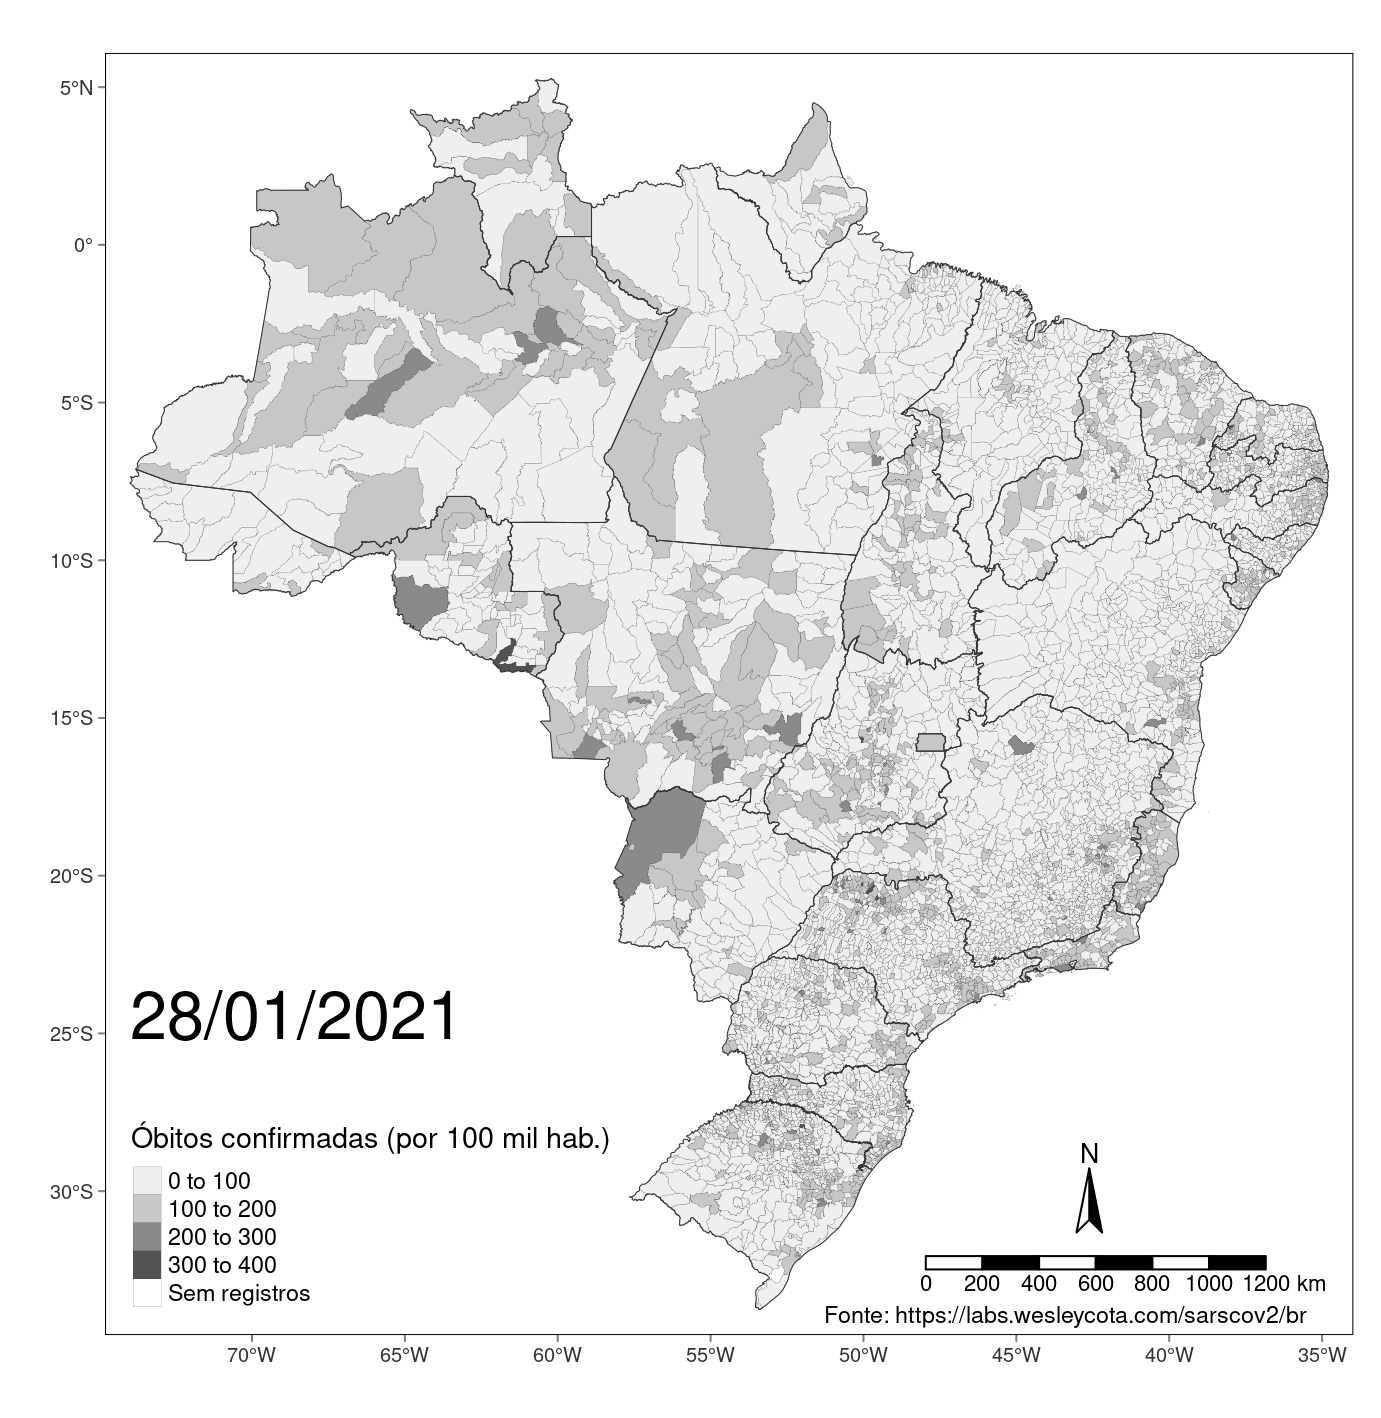 5°N
0°
5°S
10°S
15°S
20°S
25°S
30°S
28/01/2021
Óbitos confirmadas (por 100 mil hab.)
0 to 100
100 to 200
200 to 300
300 to 400
Sem registros
N
0 200 400 600 800 1000 1200 km
Fonte: https://labs.wesleycota.com/sarscov2/br
70°W 65°W 60°W 55°W 50°W 45°W 40°W 35°W